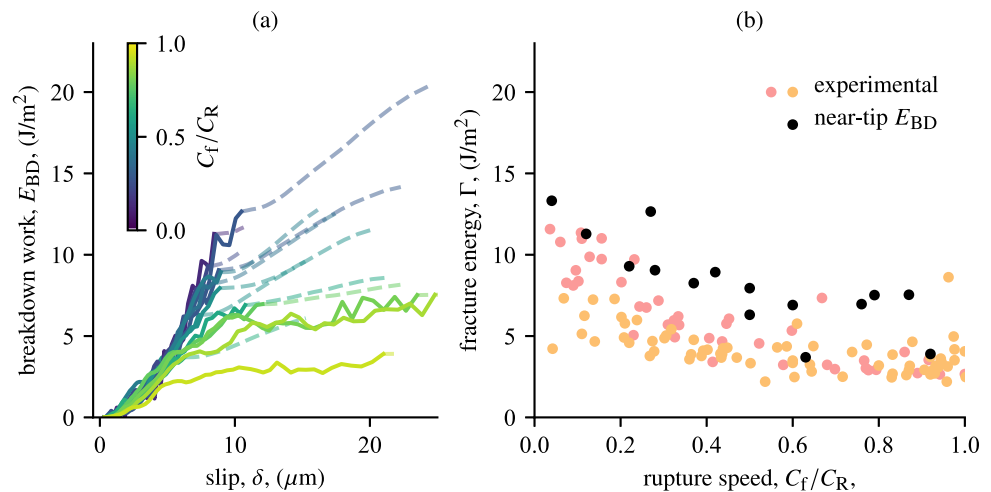 (a)
breakdown work, E_BD, (J/m²)
20
15
10
5
0
1.0
0.5
0.0
C_f/C_R
0
10
20
slip, δ, (μm)
(b)
fracture energy, Γ, (J/m²)
20
15
10
5
0
experimental
near-tip E_BD
0.0
0.2
0.4
0.6
0.8
1.0
rupture speed, C_f/C_R,